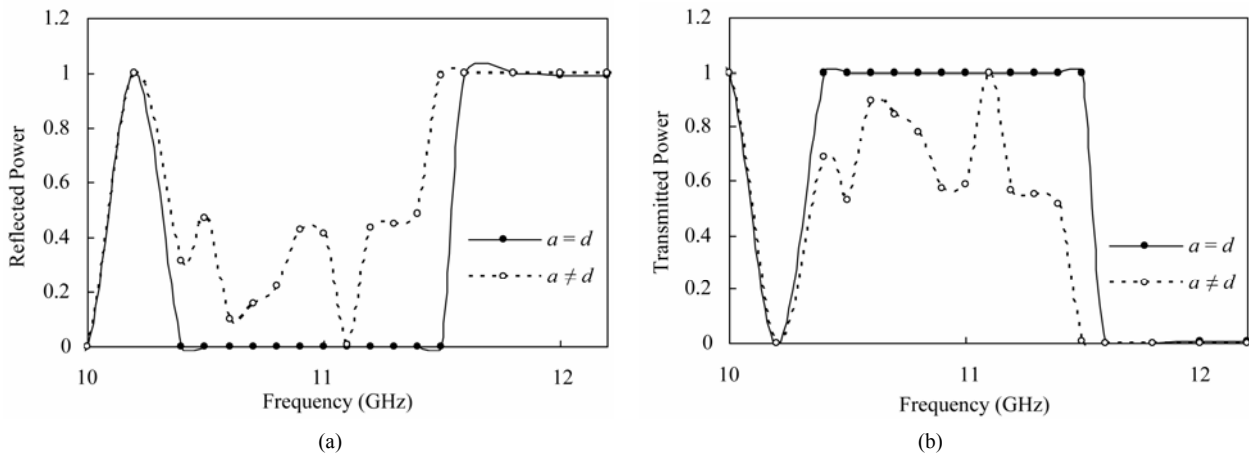 1.2
1
0.8
0.6
0.4
0.2
0
Reflected Power
a = d
a ≠ d
10
11
12
Frequency (GHz)
(a)
1.2
1
0.8
0.6
0.4
0.2
0
Transmitted Power
a = d
a ≠ d
10
11
12
Frequency (GHz)
(b)